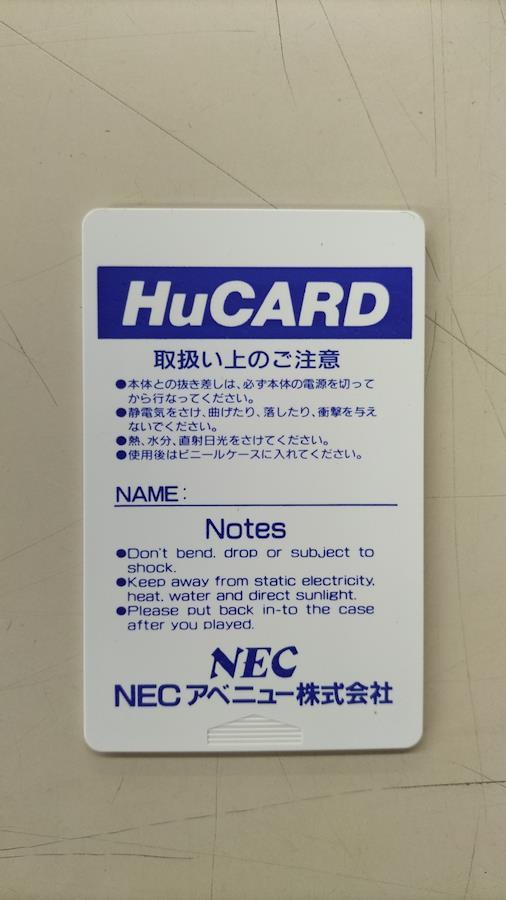 HuCARD
取扱い上のご注意
●本体との抜き差しは、必ず本体の電源を切って
から行なってください。
●静電気をさけ、曲げたり、落したり、衝撃を与え
ないでください。
●熱、水分、直射日光をさけてください。
●使用後はビニールケースに入れてください。
NAME:
Notes
●Don't bend, drop or subject to
shock.
●Keep away from static electricity,
heat, water and direct sunlight.
●Please put back in-to the case
after you played.
NEC
NECアベニュー株式会社